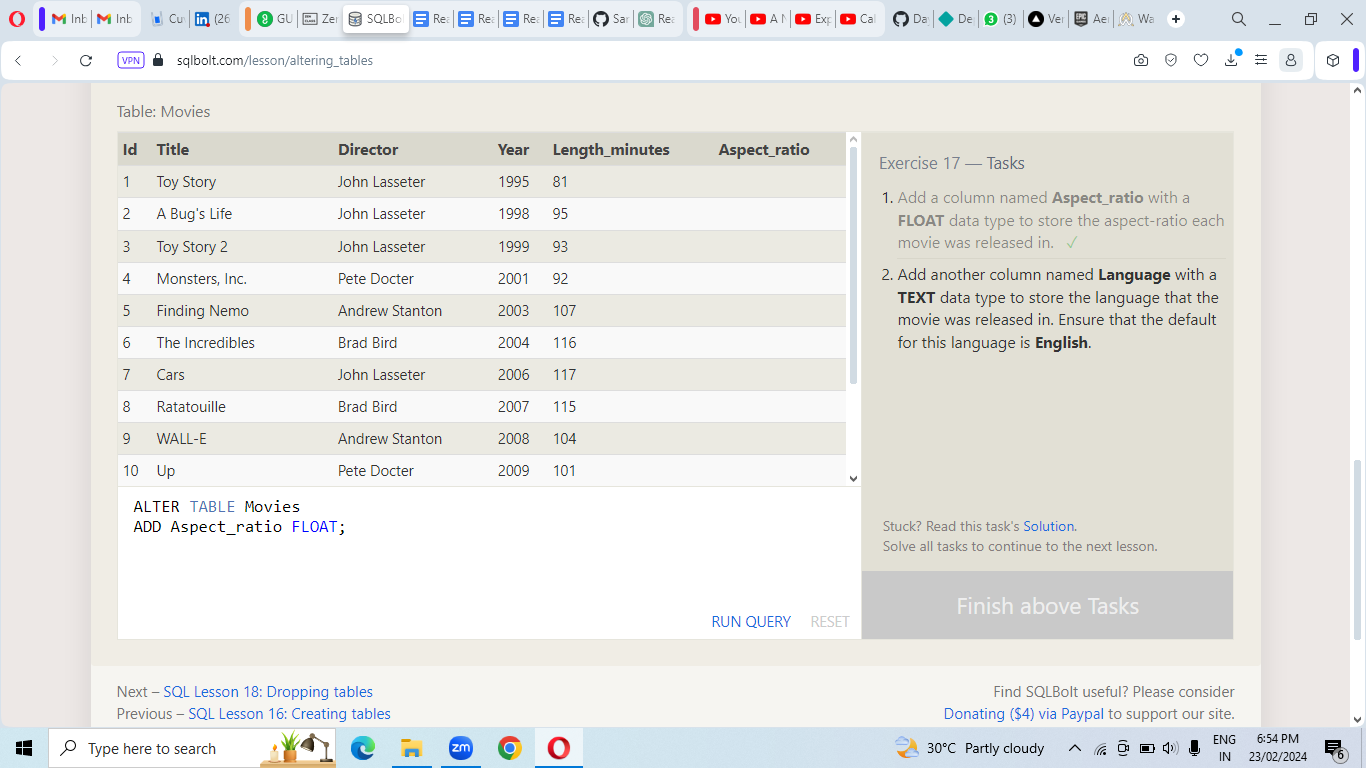 Inb
Inb
Cu
(26
GU
Zer
SQLBo
Rea
Rea
Rea
Rea
Sar
Rea
You
A N
Exp
Cal
Da
De
(3)
Ver
Aer
Wa
VPN
sqlbolt.com/lesson/altering_tables
Table: Movies
Id Title Director Year Length_minutes Aspect_ratio
1 Toy Story John Lasseter 1995 81
2 A Bug's Life John Lasseter 1998 95
3 Toy Story 2 John Lasseter 1999 93
4 Monsters, Inc. Pete Docter 2001 92
5 Finding Nemo Andrew Stanton 2003 107
6 The Incredibles Brad Bird 2004 116
7 Cars John Lasseter 2006 117
8 Ratatouille Brad Bird 2007 115
9 WALL-E Andrew Stanton 2008 104
10 Up Pete Docter 2009 101
ALTER TABLE Movies
ADD Aspect_ratio FLOAT;
RUN QUERY RESET
Exercise 17 — Tasks
1. Add a column named Aspect_ratio with a
FLOAT data type to store the aspect-ratio each
movie was released in. ✓
2. Add another column named Language with a
TEXT data type to store the language that the
movie was released in. Ensure that the default
for this language is English.
Stuck? Read this task's Solution.
Solve all tasks to continue to the next lesson.
Finish above Tasks
Next – SQL Lesson 18: Dropping tables
Previous – SQL Lesson 16: Creating tables
Find SQLBolt useful? Please consider
Donating ($4) via Paypal to support our site.
Type here to search
zm
30°C Partly cloudy
ENG
IN
6:54 PM
23/02/2024
6